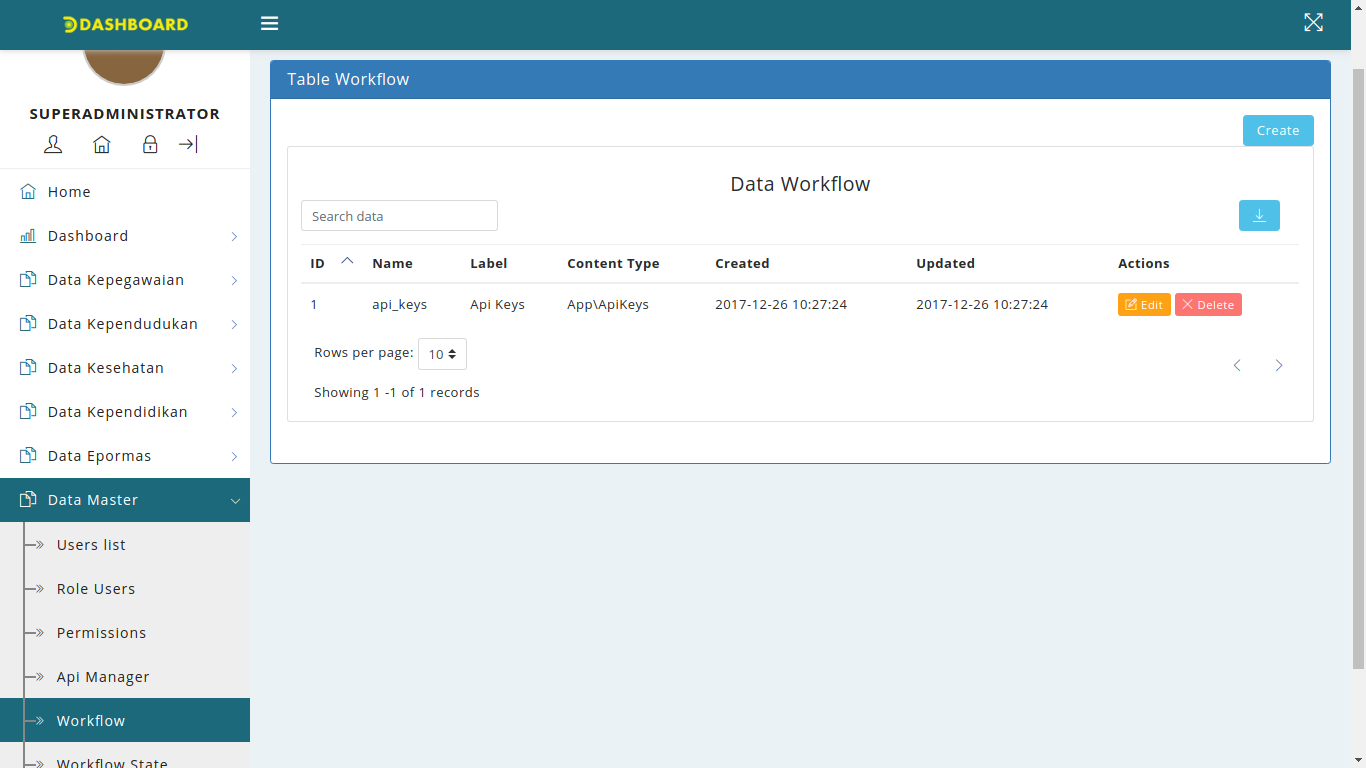 DASHBOARD
SUPERADMINISTRATOR
Home
Dashboard
Data Kepegawaian
Data Kependudukan
Data Kesehatan
Data Kependidikan
Data Epormas
Data Master
Users list
Role Users
Permissions
Api Manager
Workflow
Workflow State
Table Workflow
Create
Data Workflow
Search data
ID Name Label Content Type Created Updated Actions
1 api_keys Api Keys App\ApiKeys 2017-12-26 10:27:24 2017-12-26 10:27:24 Edit Delete
Rows per page: 10
Showing 1 -1 of 1 records